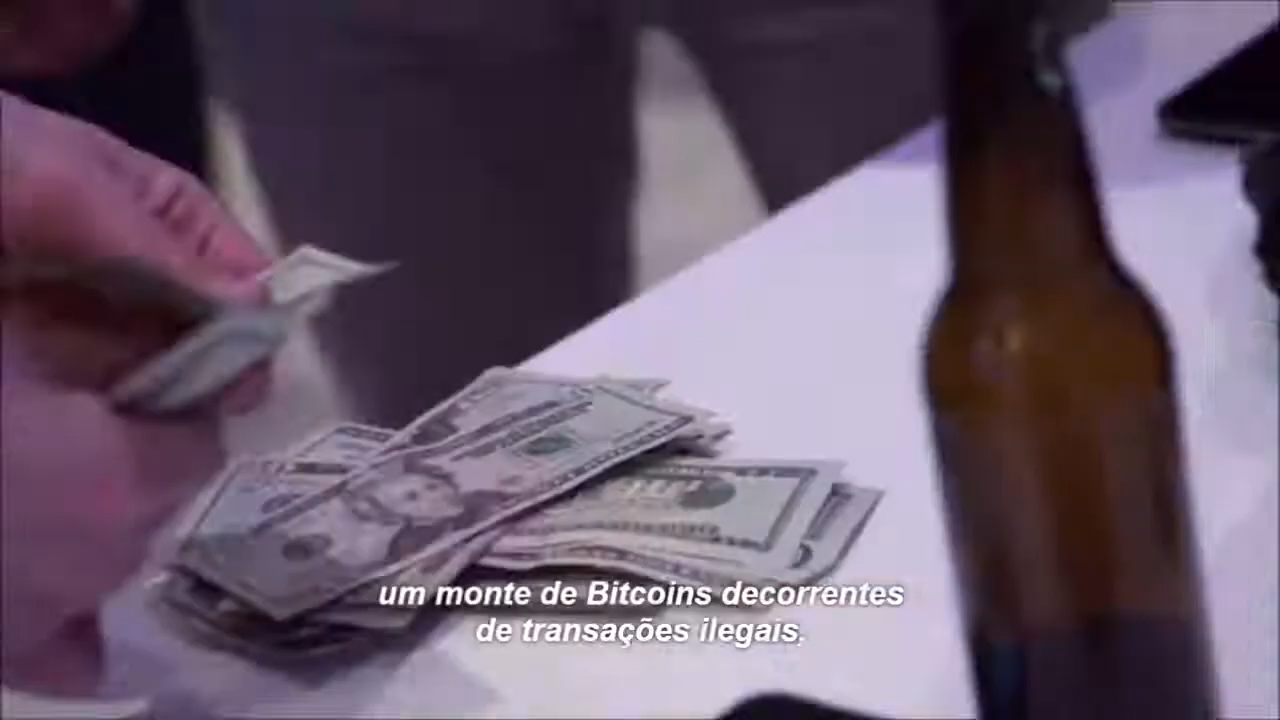 um monte de Bitcoins decorrentes
de transações ilegais.